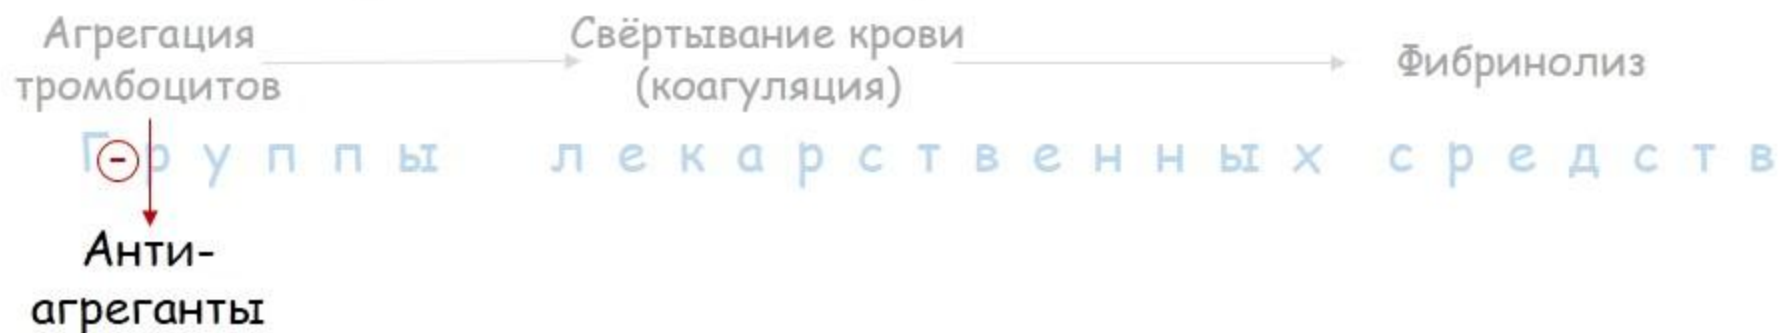 Агрегация
тромбоцитов
Свёртывание крови
(коагуляция)
Фибринолиз
Группы лекарственных средств
-
Анти-
агреганты